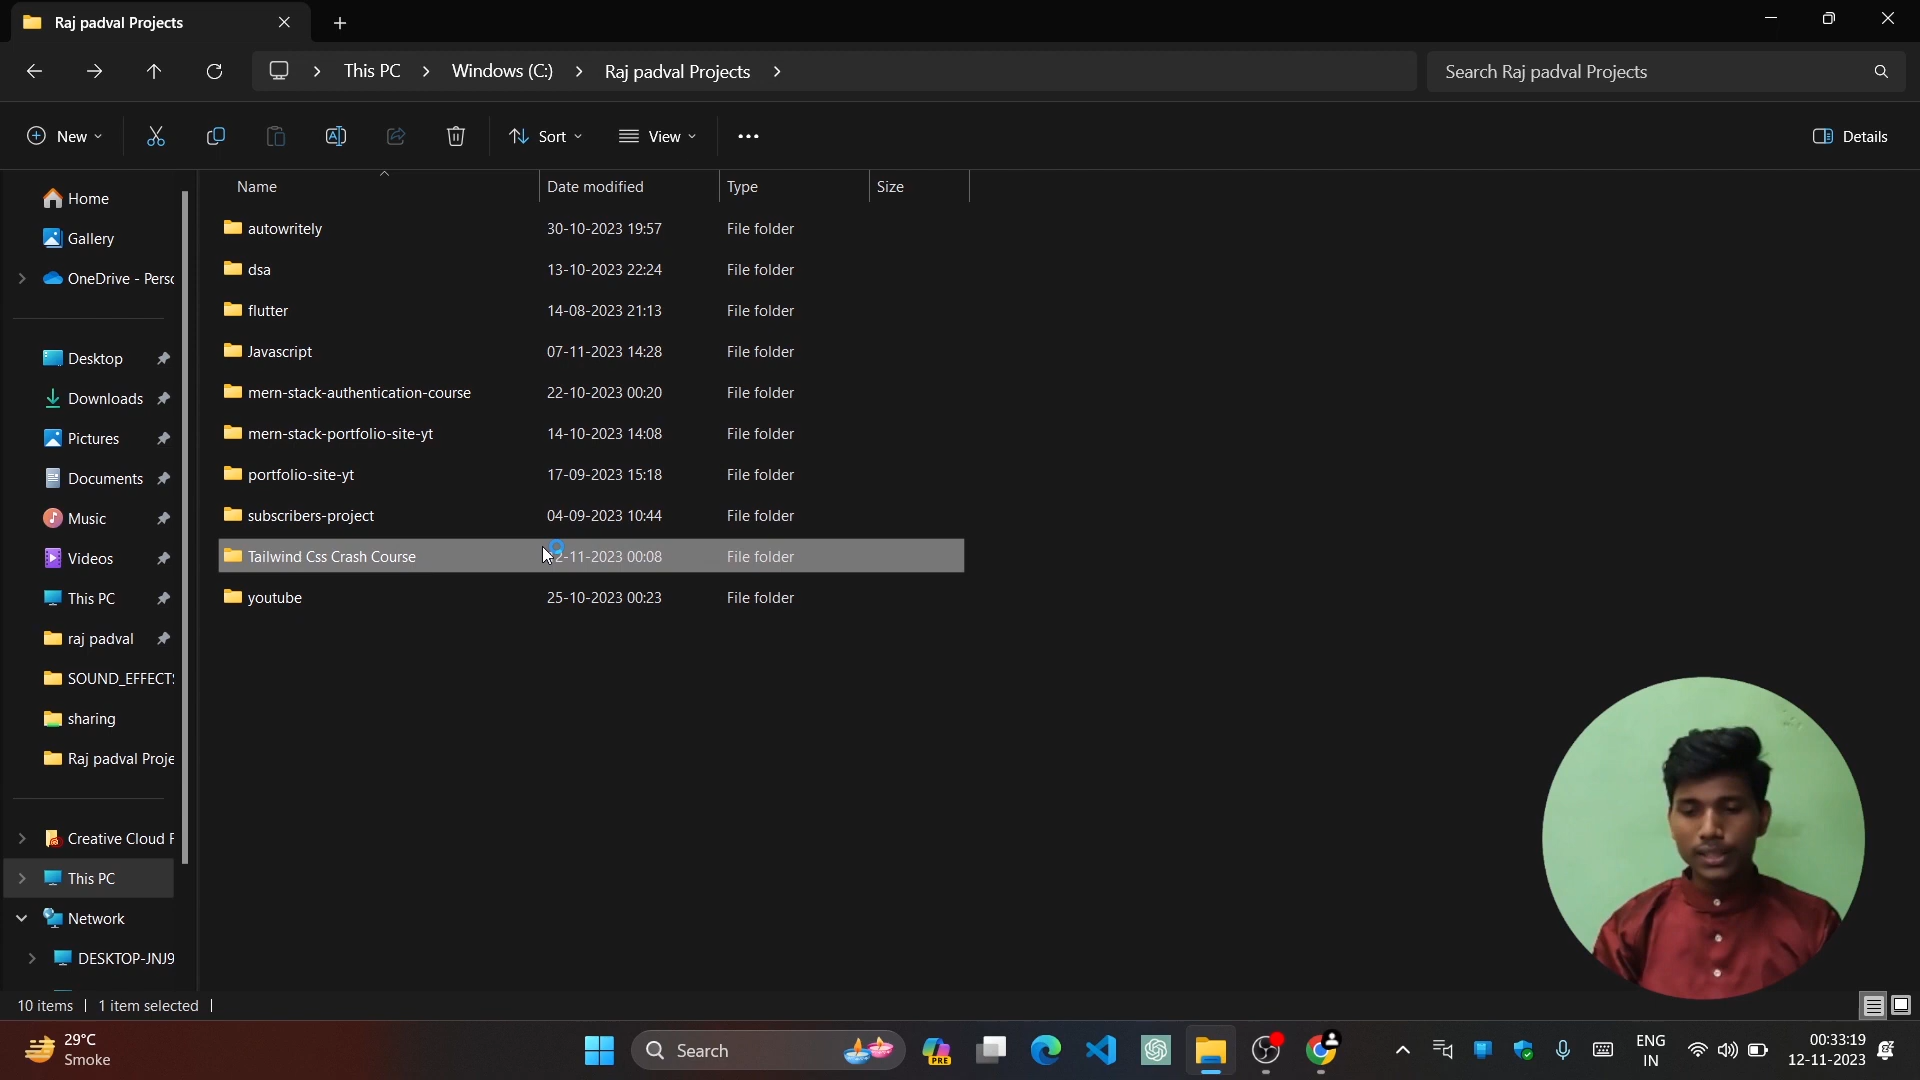 Raj padval Projects
This PC
Windows (C:)
Raj padval Projects
Search Raj padval Projects
New
Sort
View
Details
Home
Gallery
OneDrive - Perso
Desktop
Downloads
Pictures
Documents
Music
Videos
This PC
raj padval
SOUND_EFFECTS
sharing
Raj padval Proje
Creative Cloud F
This PC
Network
DESKTOP-JNJ9
Name Date modified Type Size
autowritely 30-10-2023 19:57 File folder
dsa 13-10-2023 22:24 File folder
flutter 14-08-2023 21:13 File folder
Javascript 07-11-2023 14:28 File folder
mern-stack-authentication-course 22-10-2023 00:20 File folder
mern-stack-portfolio-site-yt 14-10-2023 14:08 File folder
portfolio-site-yt 17-09-2023 15:18 File folder
subscribers-project 04-09-2023 10:44 File folder
Tailwind Css Crash Course 2-11-2023 00:08 File folder
youtube 25-10-2023 00:23 File folder
10 items
1 item selected
29°C
Smoke
Search
PRE
ENG
IN
00:33:19
12-11-2023